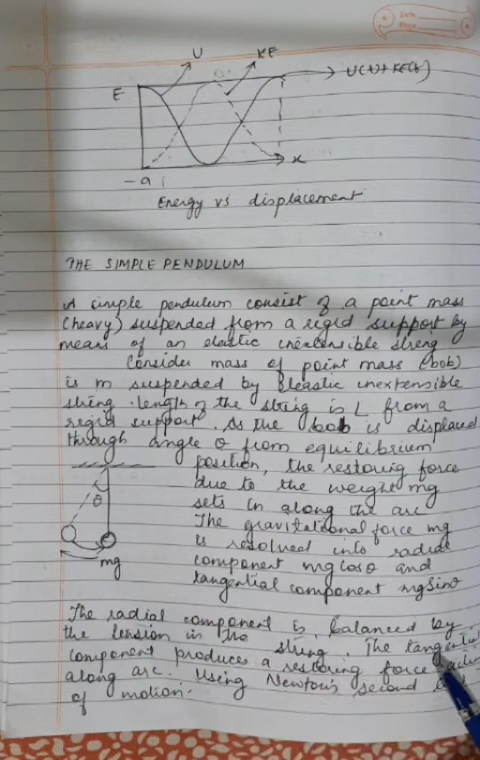 U
KE
E
U(x)+KE(x)
x
-a
Energy vs displacement
THE SIMPLE PENDULUM
A simple pendulum consist of a point mass
(heavy) suspended from a rigid support by
means of an elastic inextensible string
Consider mass of point mass (bob)
is m suspended by elastic inextensible
string. length of the string is L from a
rigid support. As the bob is displaced
through angle θ from equilibrium
position, the restoring force
due to the weight mg
sets in along the arc
The gravitational force mg
is resolved into radial
component mg cosθ and
tangential component mgSinθ
θ
mg
The radial component is balanced by
the tension in the string. The tangential
component produces a restoring force
along arc. Using Newton's second
of motion.